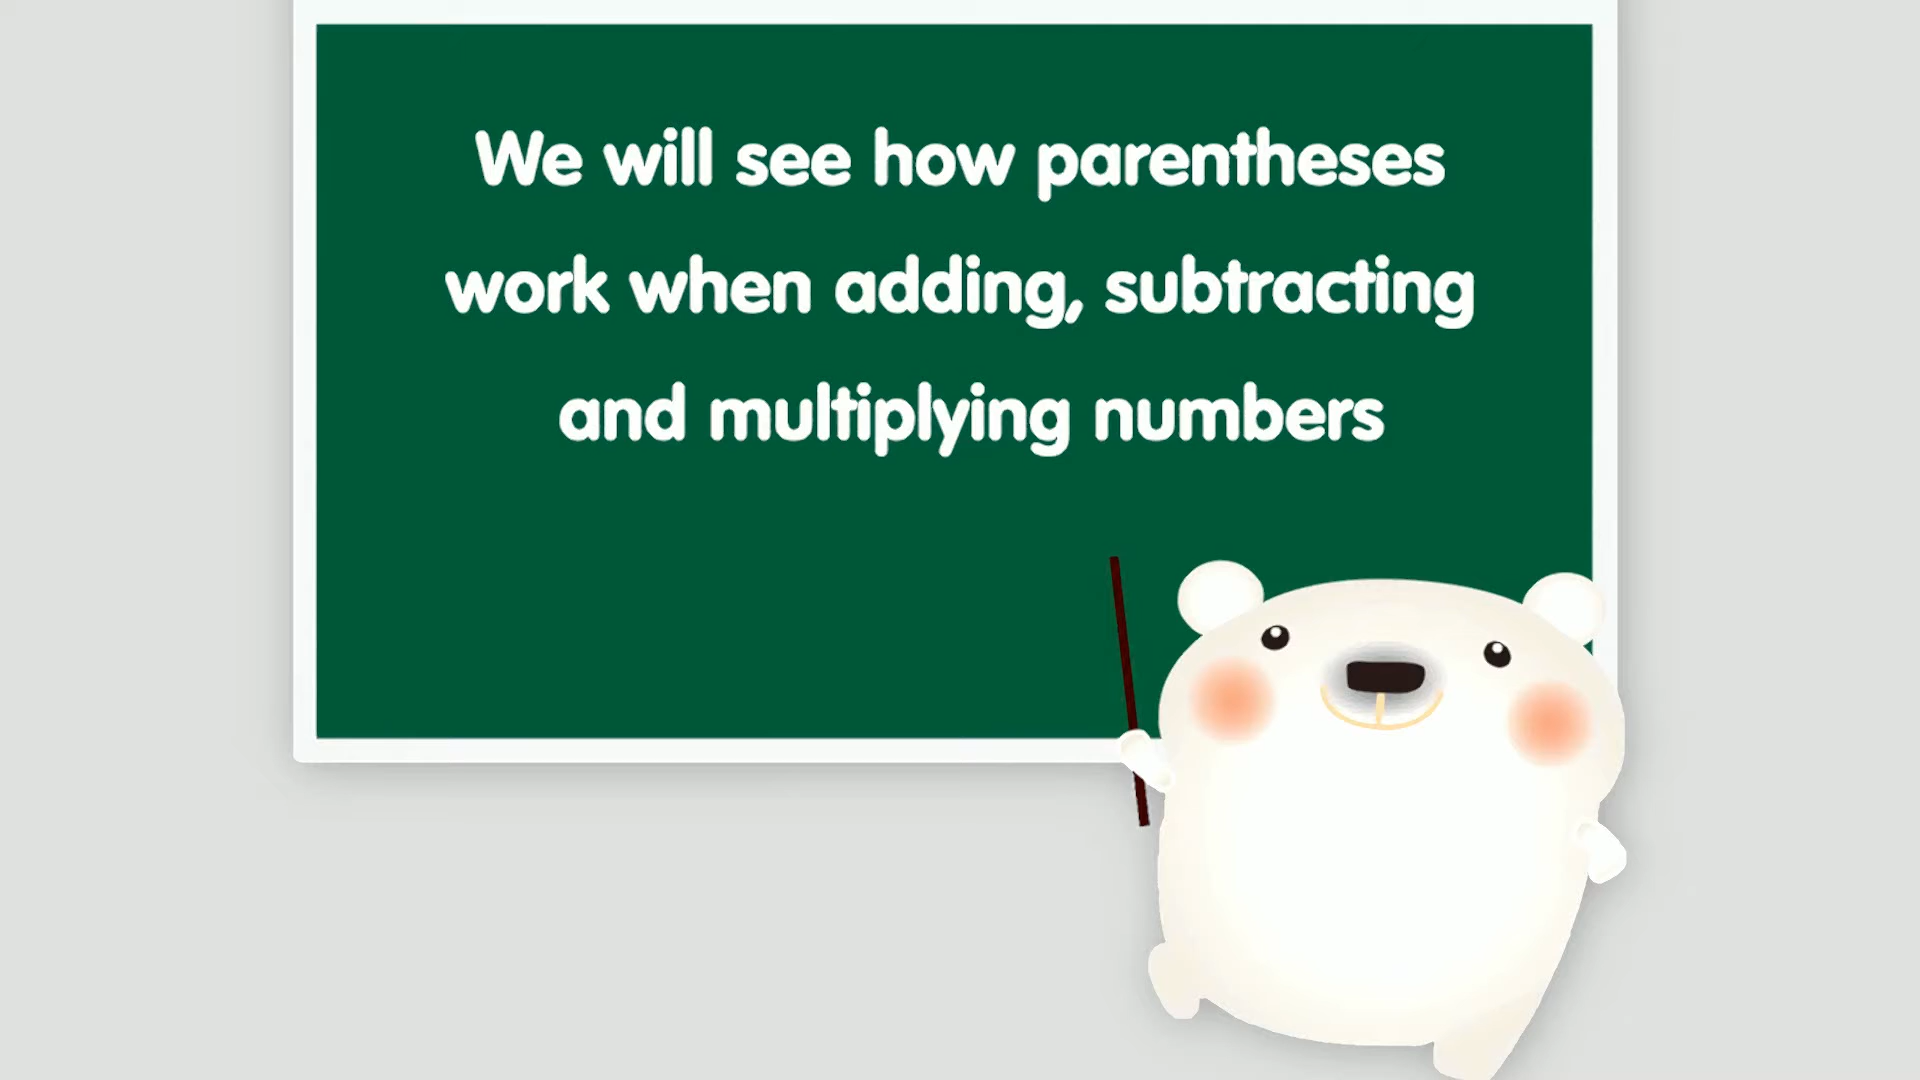 We will see how parentheses
work when adding, subtracting
and multiplying numbers